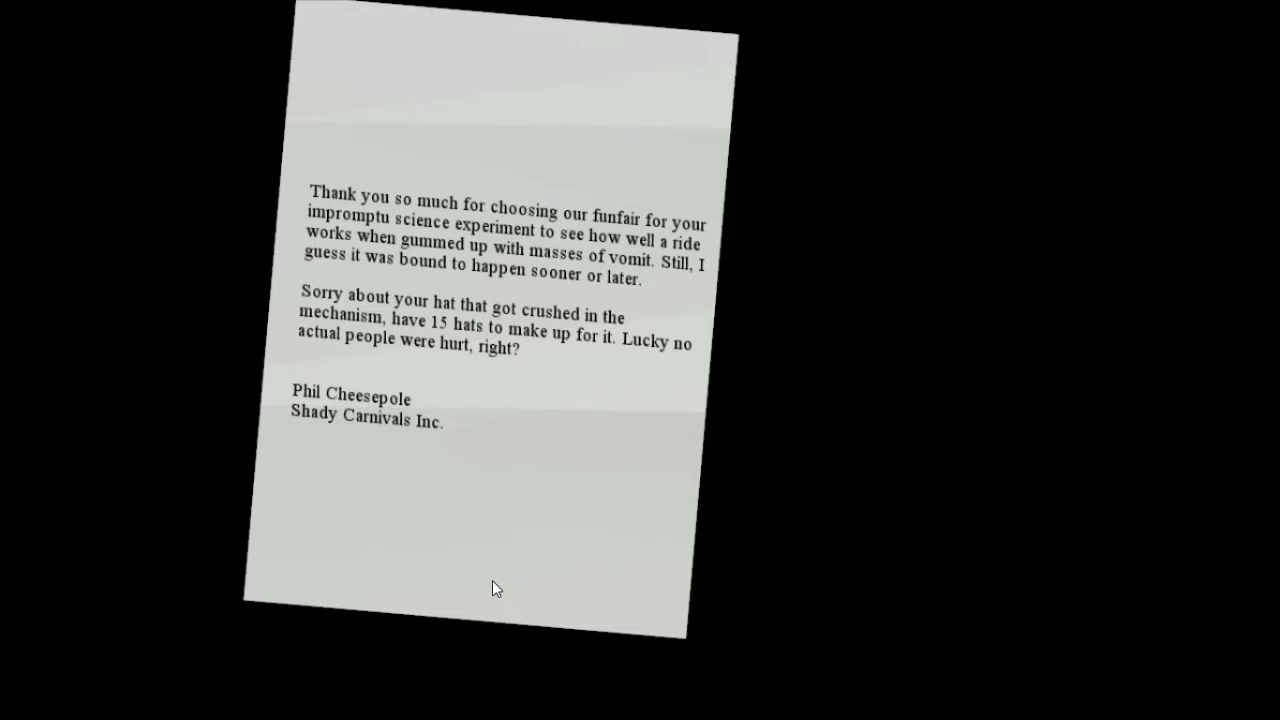 Thank you so much for choosing our funfair for your
impromptu science experiment to see how well a ride
works when gummed up with masses of vomit. Still, I
guess it was bound to happen sooner or later.
Sorry about your hat that got crushed in the
mechanism, have 15 hats to make up for it. Lucky no
actual people were hurt, right?
Phil Cheesepole
Shady Carnivals Inc.